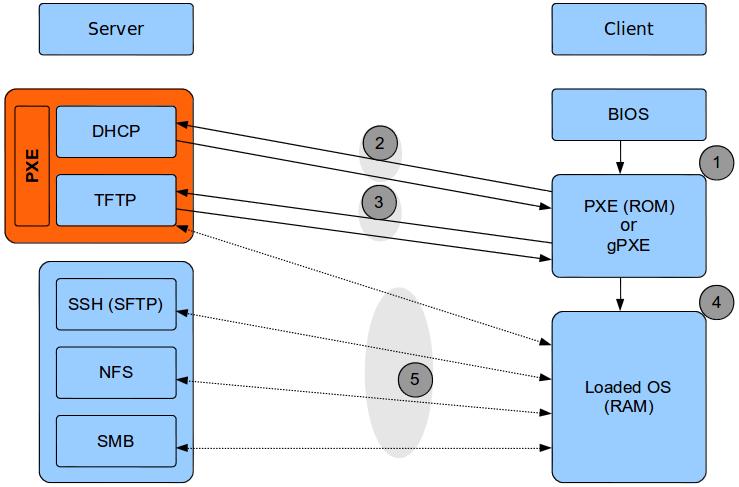 Server
Client
PXE
DHCP
TFTP
BIOS
1
2
3
PXE (ROM)
or
gPXE
4
SSH (SFTP)
NFS
SMB
5
Loaded OS
(RAM)